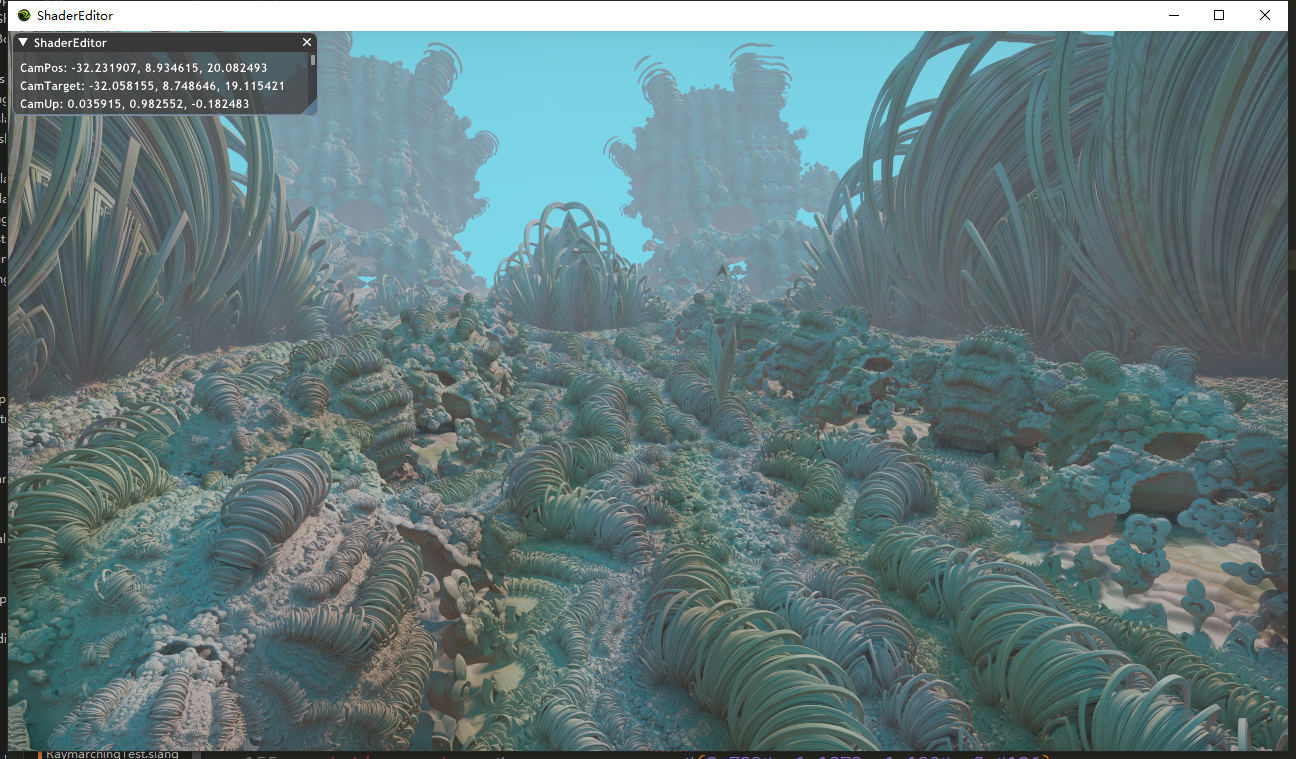 ShaderEditor
ShaderEditor
CamPos: -32.231907, 8.934615, 20.082493
CamTarget: -32.058155, 8.748646, 19.115421
CamUp: 0.035915, 0.982552, -0.182483
RaymarchingTest.slang